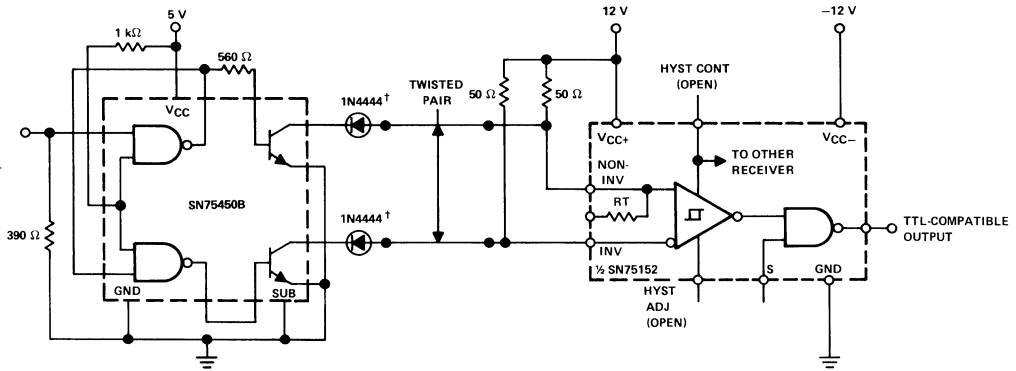 5 V
1 kΩ
560 Ω
VCC
SN75450B
390 Ω
GND
SUB
1N4444†
1N4444†
TWISTED
PAIR
50 Ω
50 Ω
12 V
−12 V
HYST CONT
(OPEN)
VCC+
VCC−
TO OTHER
RECEIVER
NON-
INV
RT
INV
½ SN75152
HYST
ADJ
(OPEN)
S
GND
TTL-COMPATIBLE
OUTPUT